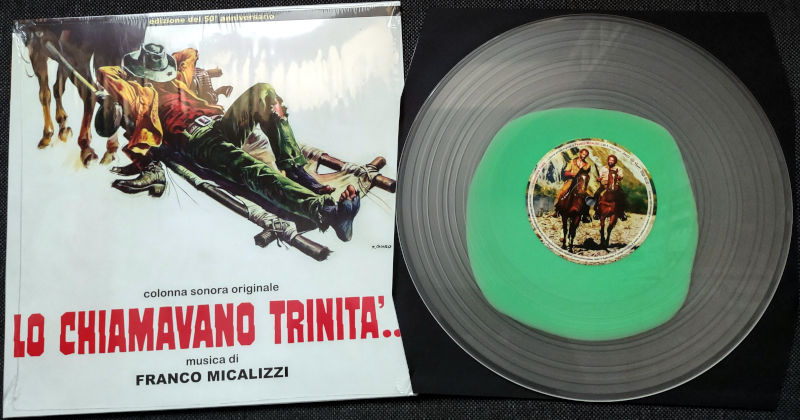 edizione del 50° anniversario
colonna sonora originale
LO CHIAMAVANO TRINITA'..
musica di
FRANCO MICALIZZI